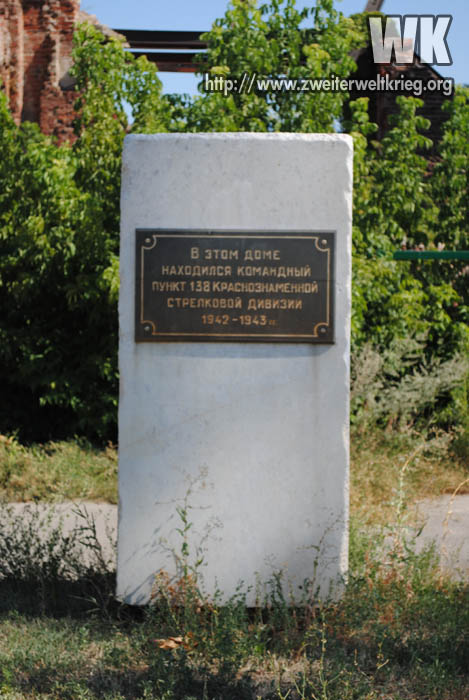 WK
http://www.zweiterweltkrieg.org
В ЭТОМ ДОМЕ
НАХОДИЛСЯ КОМАНДНЫЙ
ПУНКТ 138 КРАСНОЗНАМЕННОЙ
СТРЕЛКОВОЙ ДИВИЗИИ
1942-1943 гг.